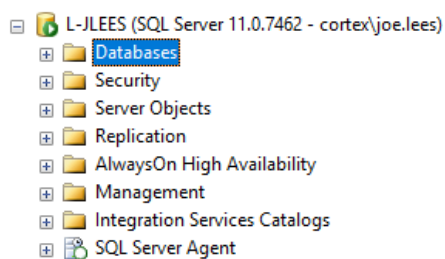 L-JLEES (SQL Server 11.0.7462 - cortex\joe.lees)
Databases
Security
Server Objects
Replication
AlwaysOn High Availability
Management
Integration Services Catalogs
SQL Server Agent